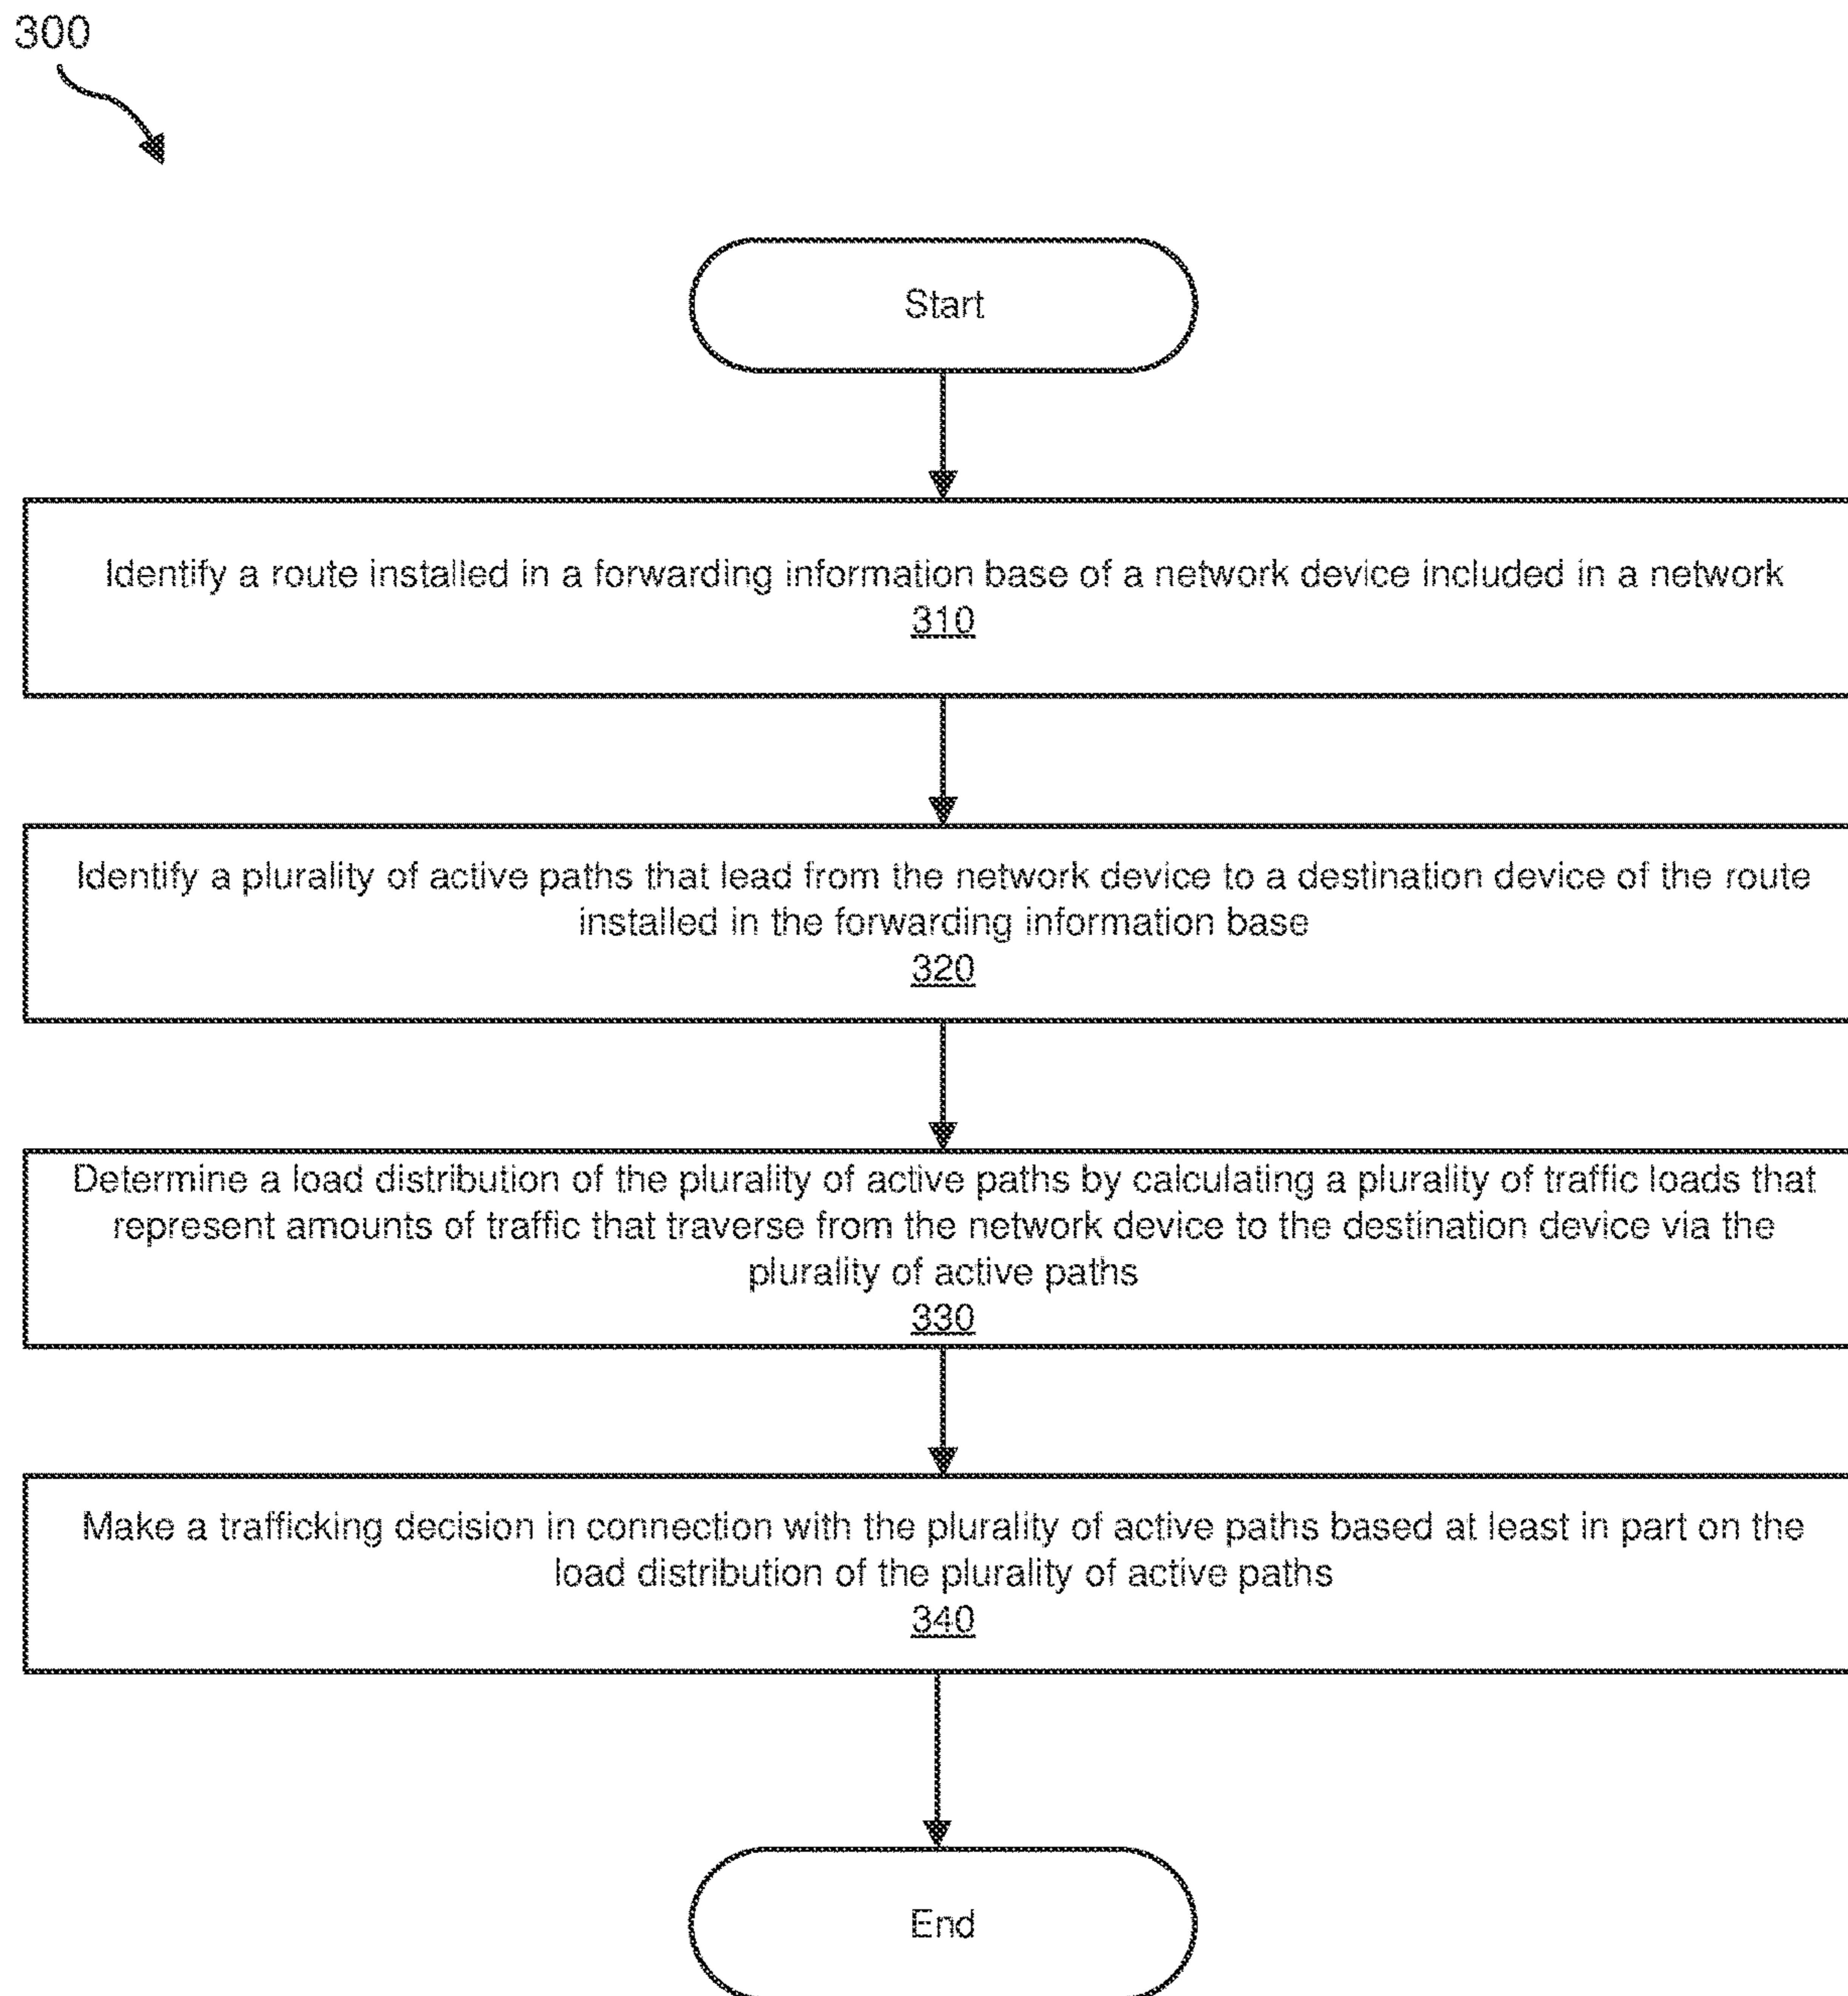 300
Start
Identify a route installed in a forwarding information base of a network device included in a network
310
Identify a plurality of active paths that lead from the network device to a destination device of the route
installed in the forwarding information base
320
Determine a load distribution of the plurality of active paths by calculating a plurality of traffic loads that
represent amounts of traffic that traverse from the network device to the destination device via the
plurality of active paths
330
Make a trafficking decision in connection with the plurality of active paths based at least in part on the
load distribution of the plurality of active paths
340
End